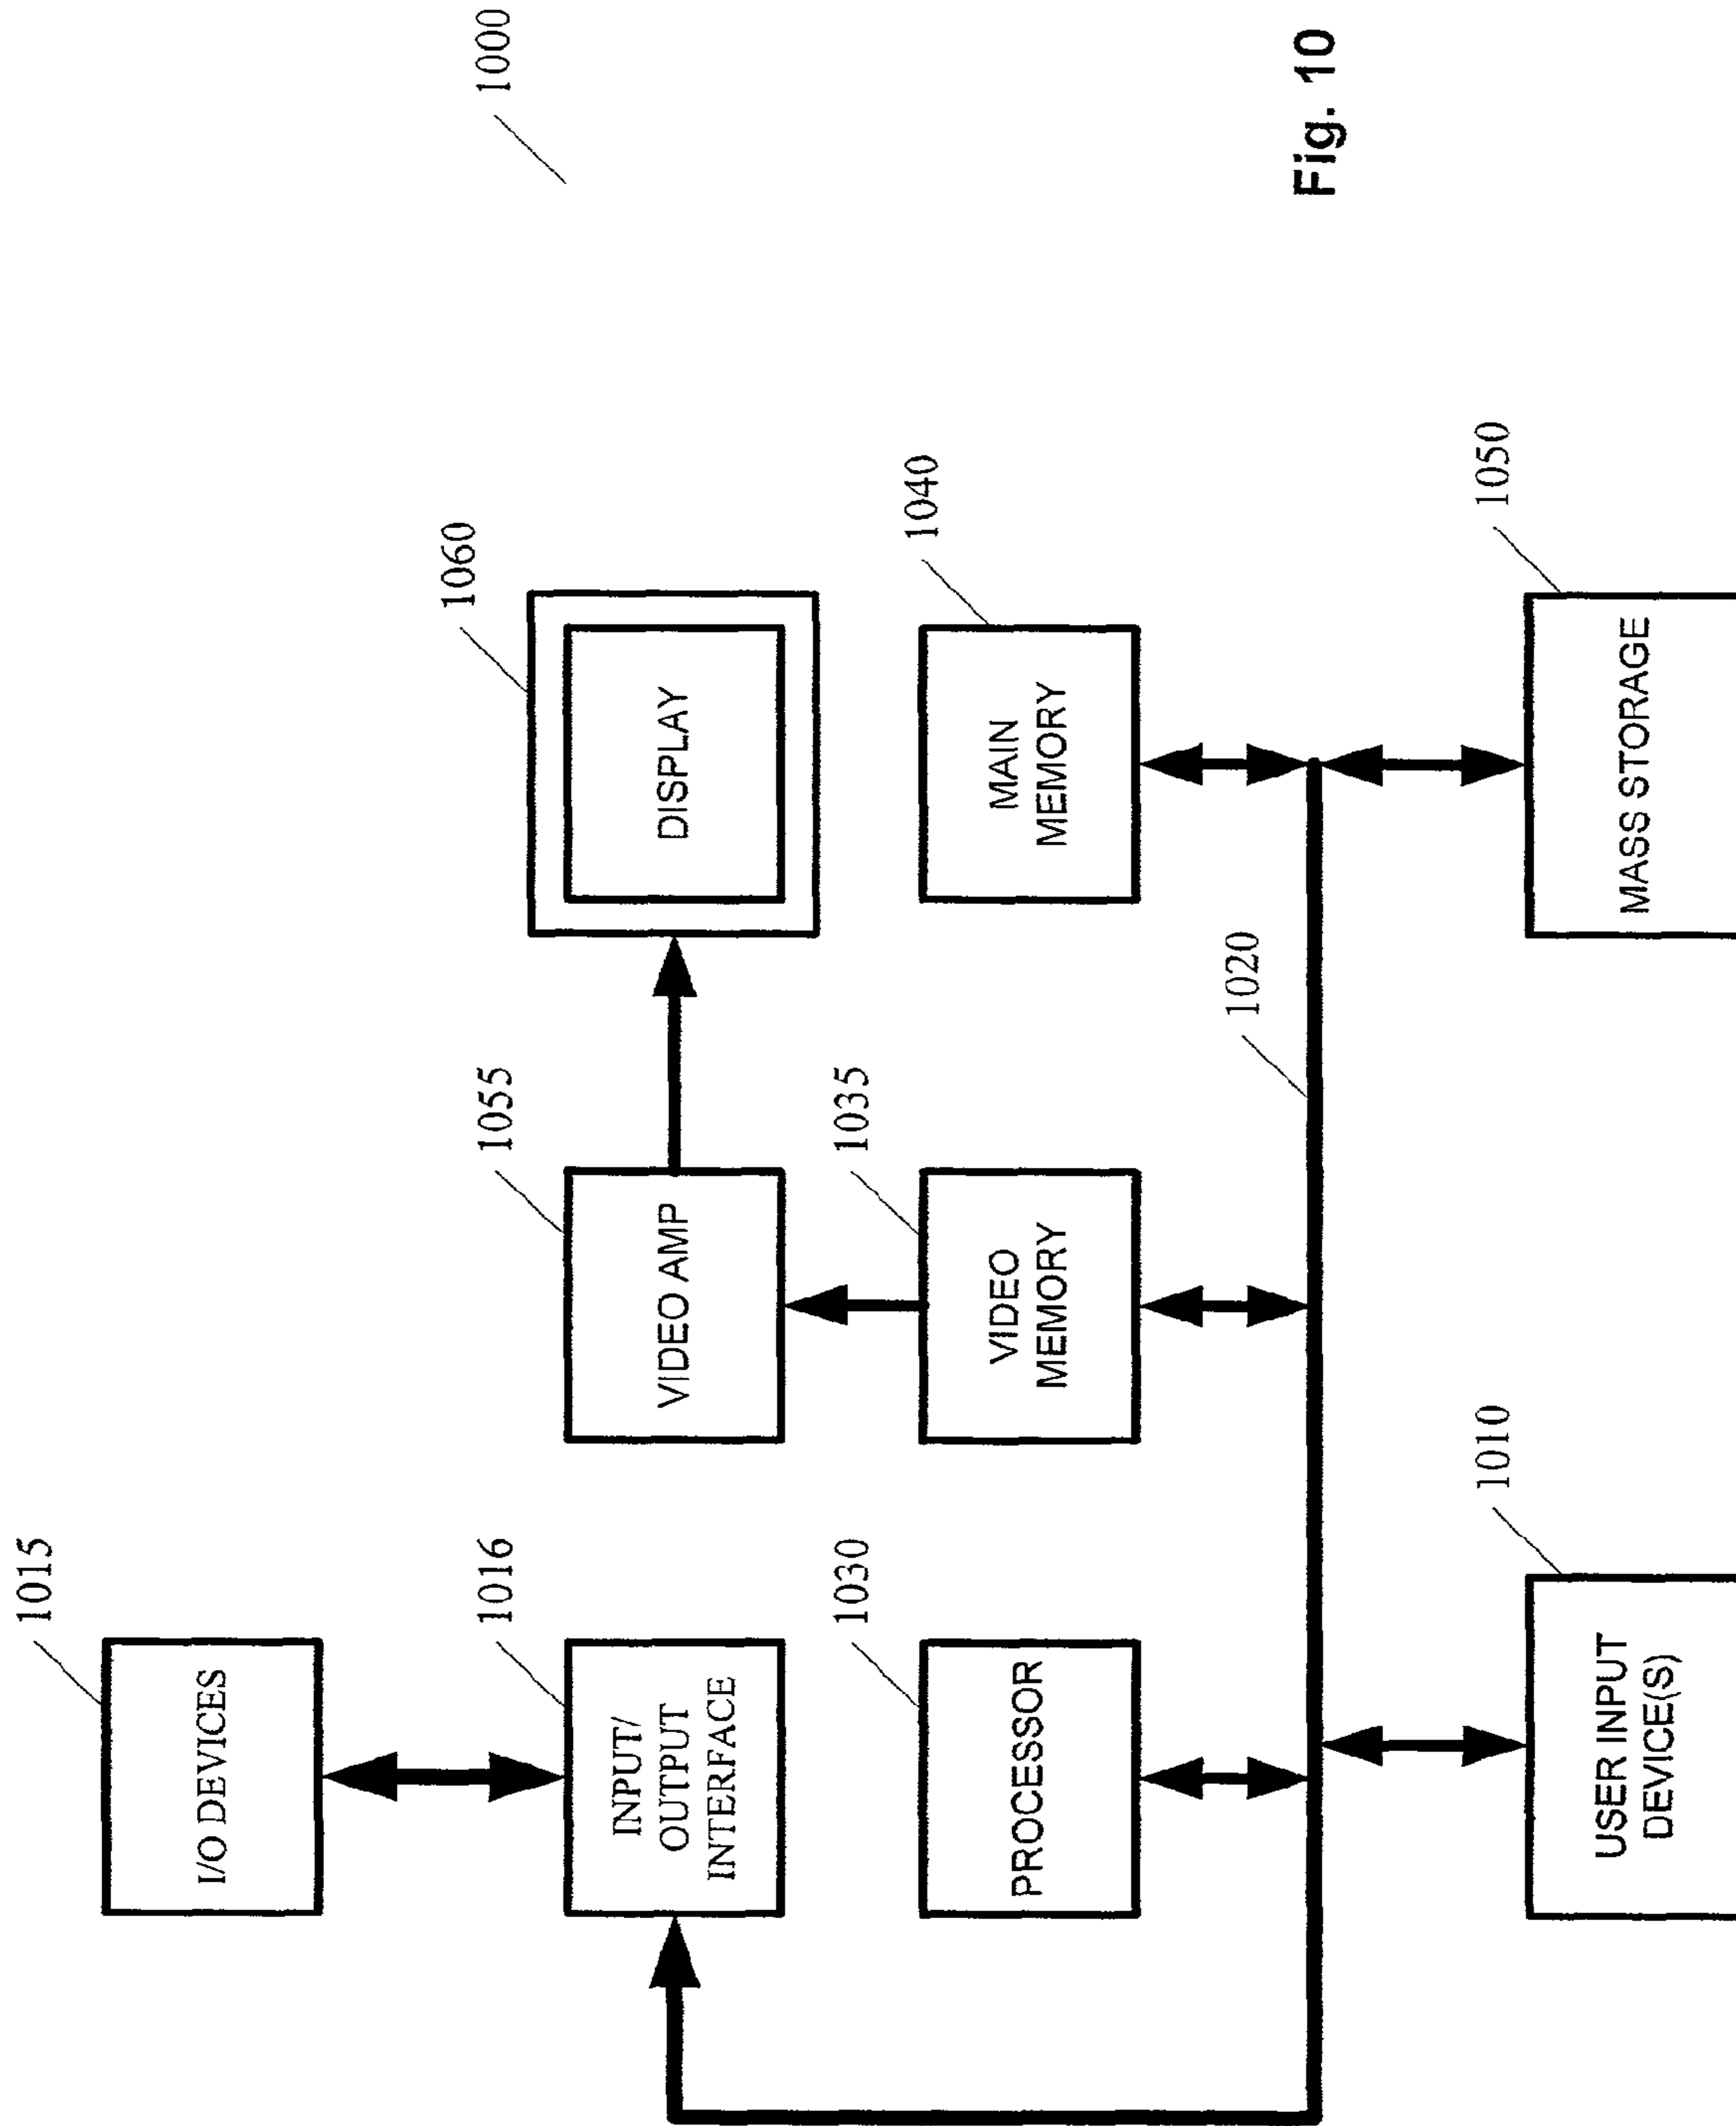 1000
1015
I/O DEVICES
1016
INPUT/
OUTPUT
INTERFACE
1055
VIDEO AMP
1060
DISPLAY
1030
PROCESSOR
1035
VIDEO
MEMORY
1040
MAIN
MEMORY
1020
1010
USER INPUT
DEVICE(S)
1050
MASS STORAGE
Fig. 10